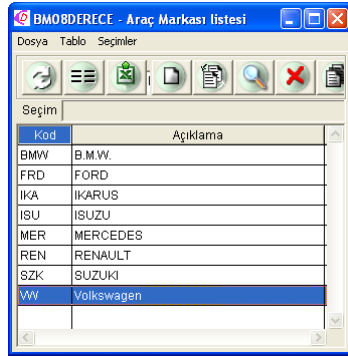 BMO8DERECE - Araç Markası listesi
Dosya Tablo Seçimler
Seçim
Kod Açıklama
BMW B.M.W.
FRD FORD
IKA IKARUS
ISU ISUZU
MER MERCEDES
REN RENAULT
SZK SUZUKI
VW Volkswagen